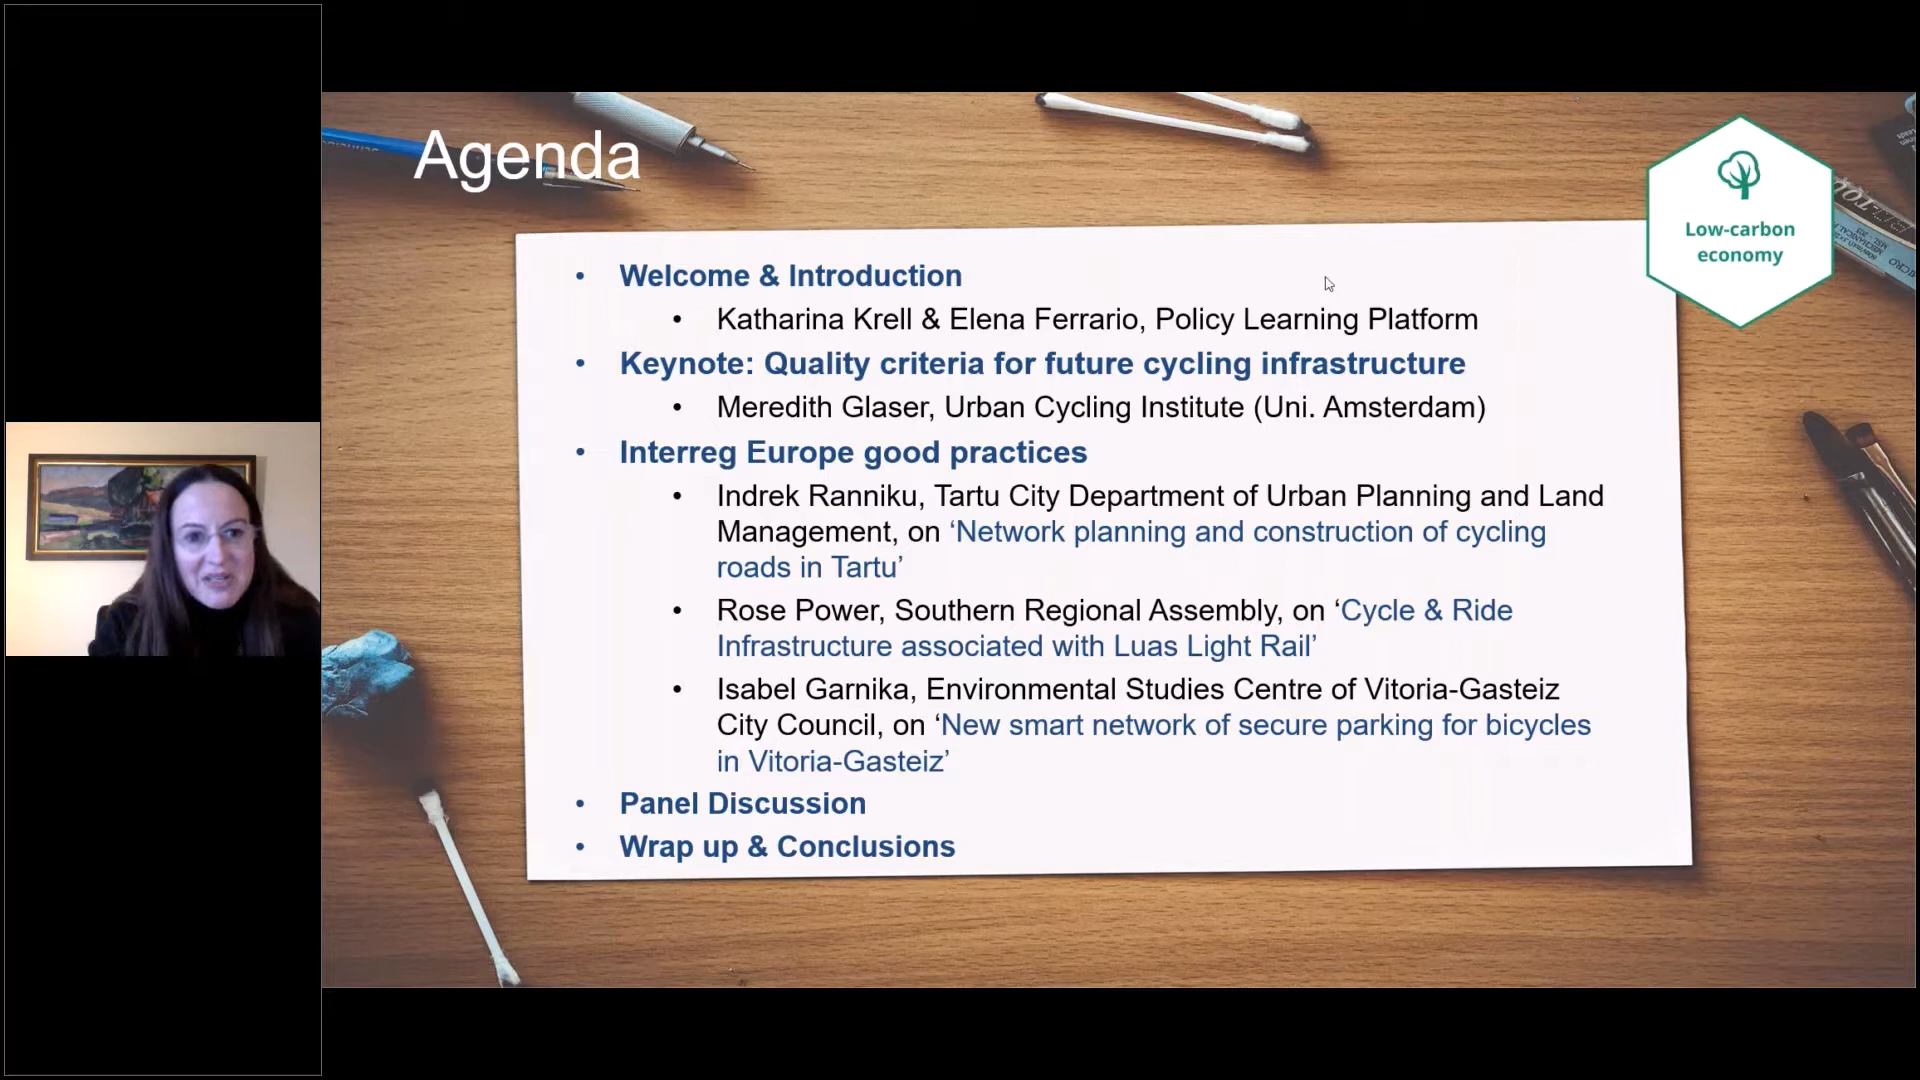 Agenda
Low-carbon
economy
• Welcome & Introduction
• Katharina Krell & Elena Ferrario, Policy Learning Platform
• Keynote: Quality criteria for future cycling infrastructure
• Meredith Glaser, Urban Cycling Institute (Uni. Amsterdam)
• Interreg Europe good practices
• Indrek Ranniku, Tartu City Department of Urban Planning and Land
Management, on ‘Network planning and construction of cycling
roads in Tartu’
• Rose Power, Southern Regional Assembly, on ‘Cycle & Ride
Infrastructure associated with Luas Light Rail’
• Isabel Garnika, Environmental Studies Centre of Vitoria-Gasteiz
City Council, on ‘New smart network of secure parking for bicycles
in Vitoria-Gasteiz’
• Panel Discussion
• Wrap up & Conclusions